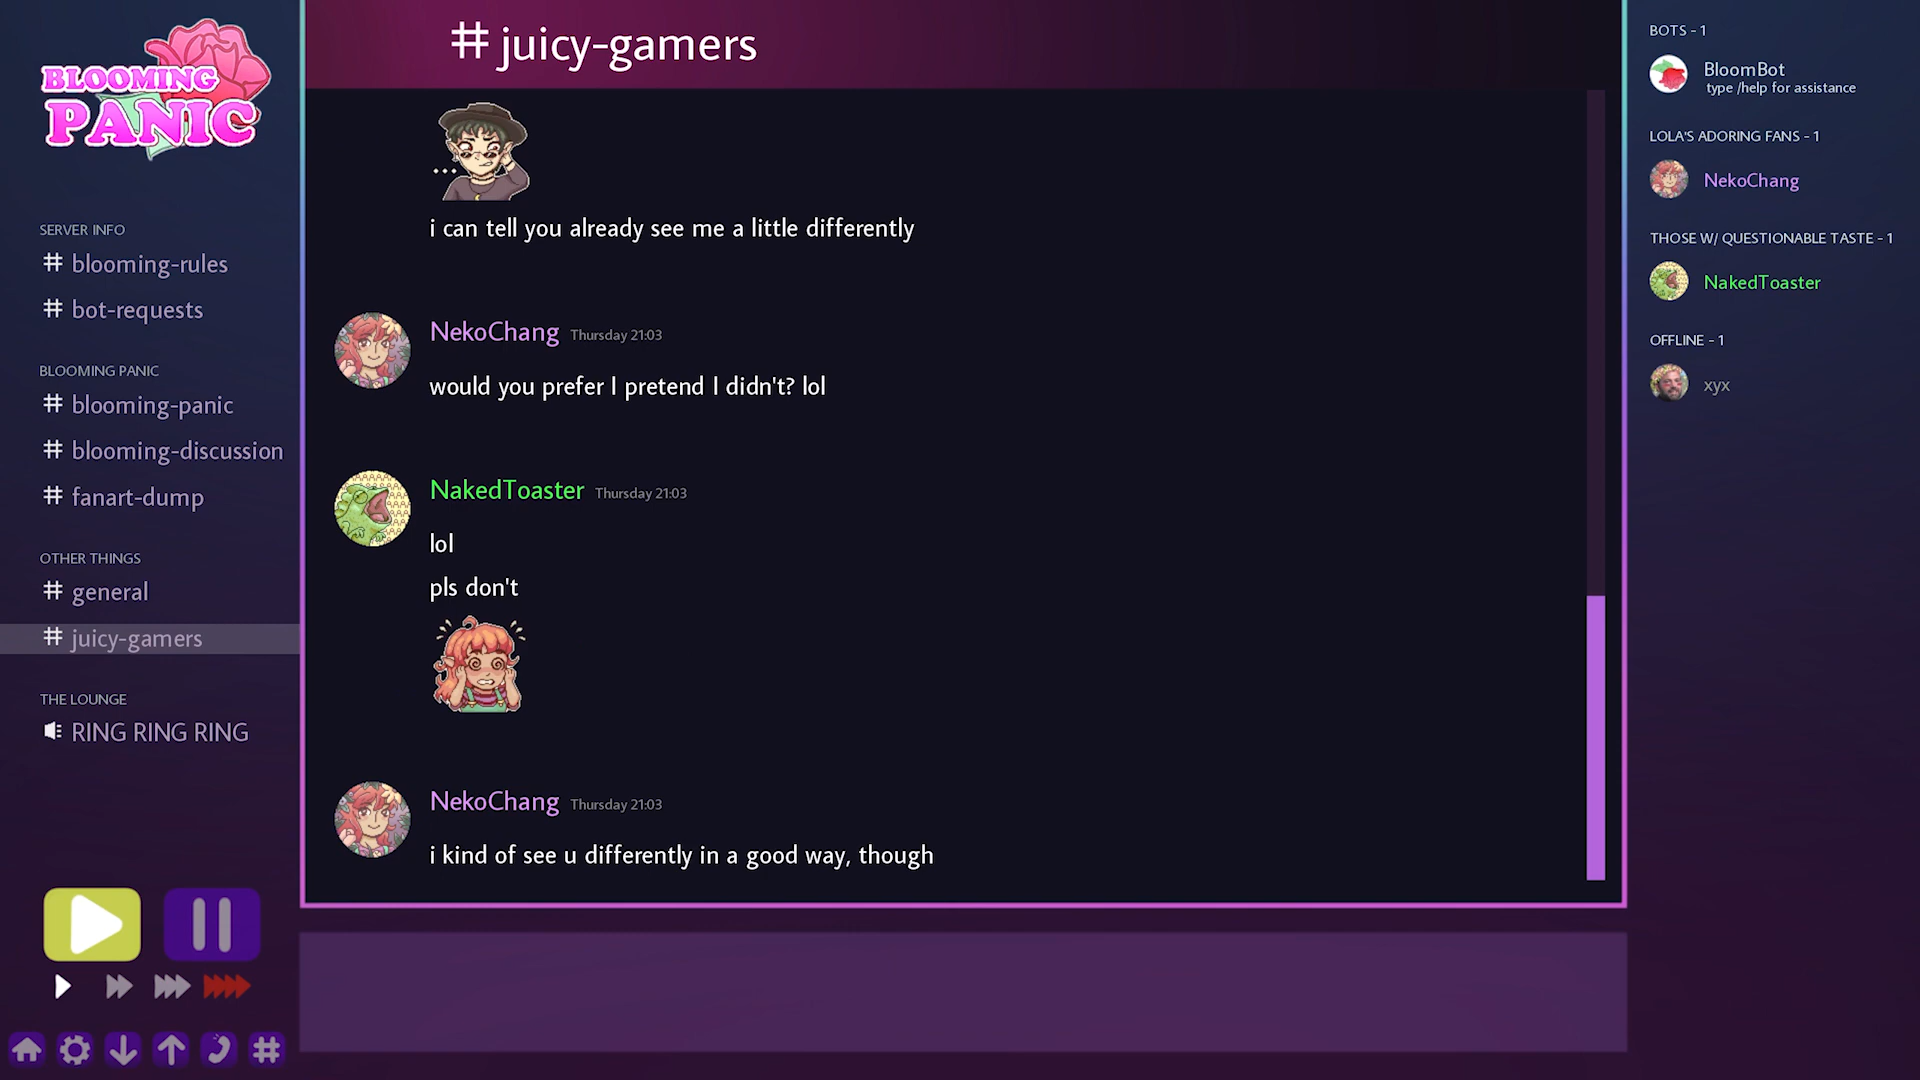 BLOOMING
PANIC
SERVER INFO
# blooming-rules
# bot-requests
BLOOMING PANIC
# blooming-panic
# blooming-discussion
# fanart-dump
OTHER THINGS
# general
# juicy-gamers
THE LOUNGE
RING RING RING
# juicy-gamers
...
i can tell you already see me a little differently
NekoChang Thursday 21:03
would you prefer I pretend I didn't? lol
NakedToaster Thursday 21:03
lol
pls don't
NekoChang Thursday 21:03
i kind of see u differently in a good way, though
BOTS - 1
BloomBot
type /help for assistance
LOLA'S ADORING FANS - 1
NekoChang
THOSE W/ QUESTIONABLE TASTE - 1
NakedToaster
OFFLINE - 1
xyx